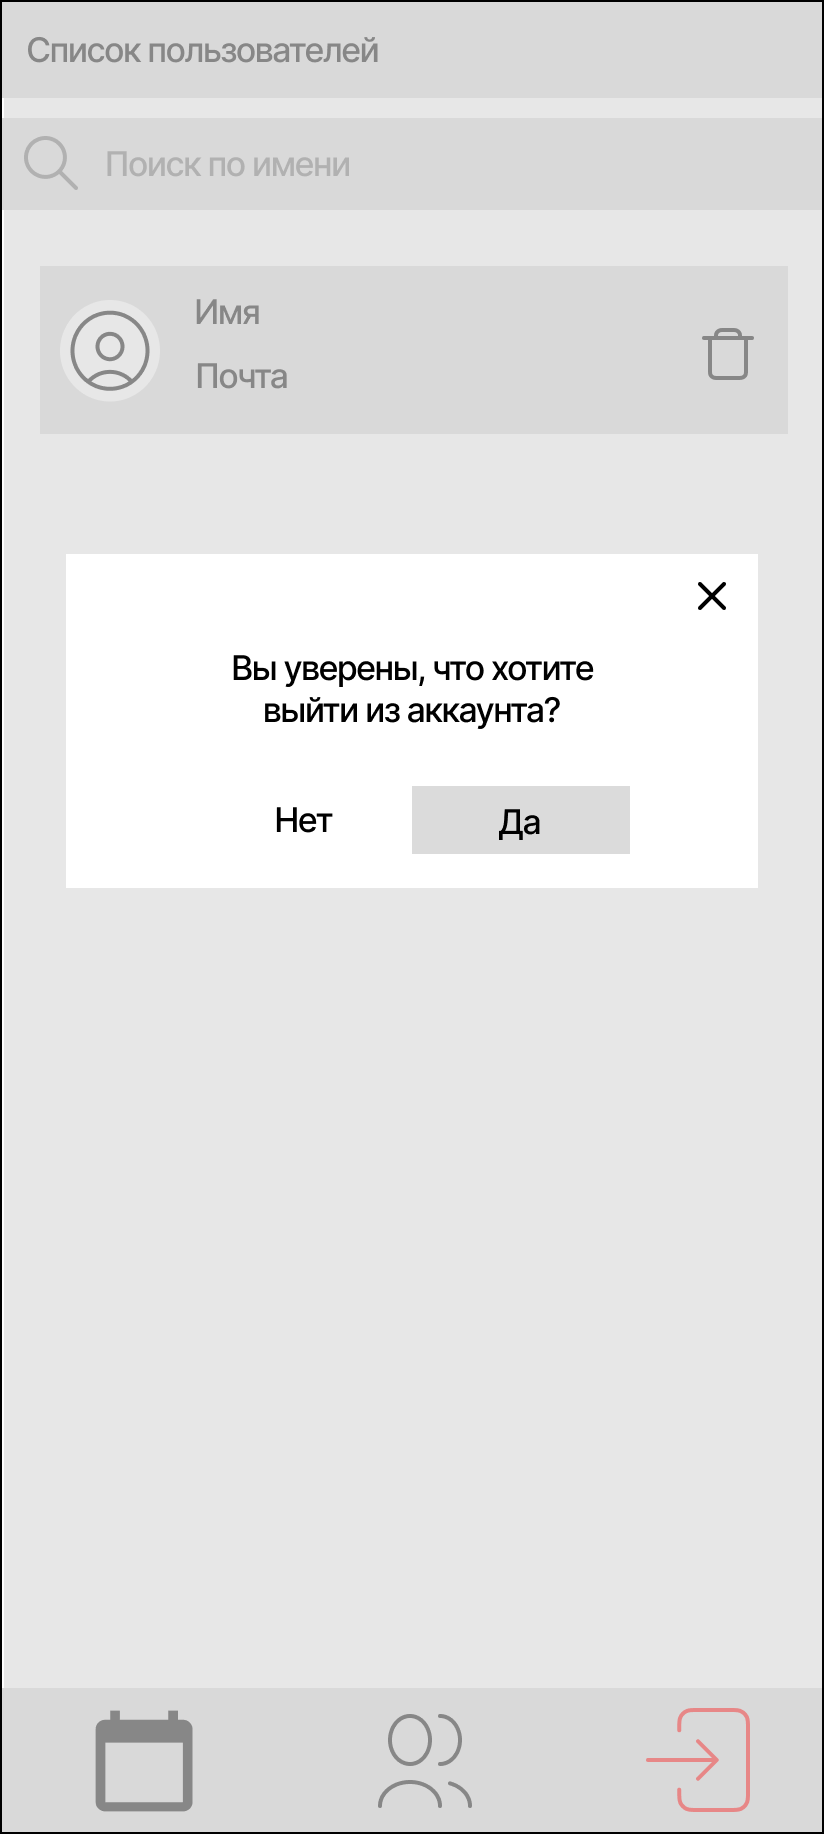 Список пользователей
Поиск по имени
Имя
Почта
Вы уверены, что хотите
выйти из аккаунта?
Нет
Да